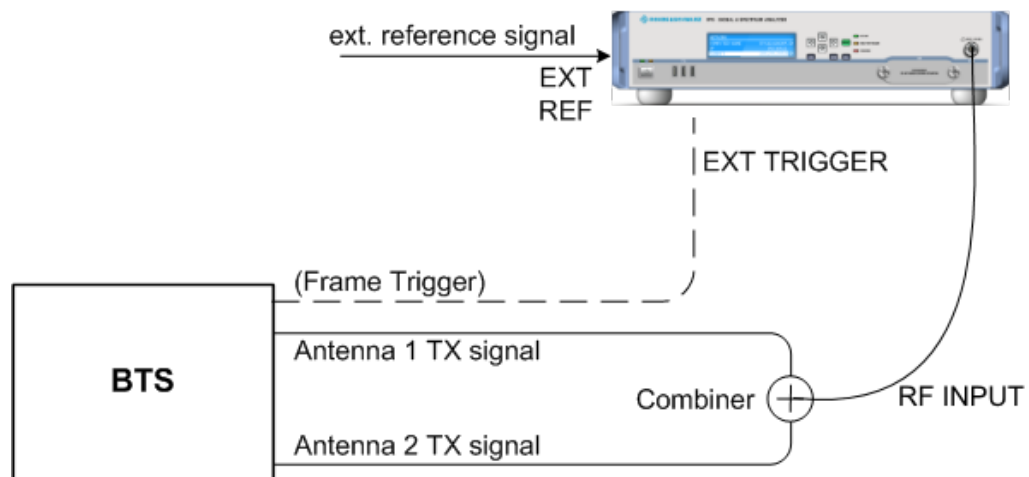 ext. reference signal
EXT
REF
EXT TRIGGER
(Frame Trigger)
Antenna 1 TX signal
BTS
Combiner
RF INPUT
Antenna 2 TX signal